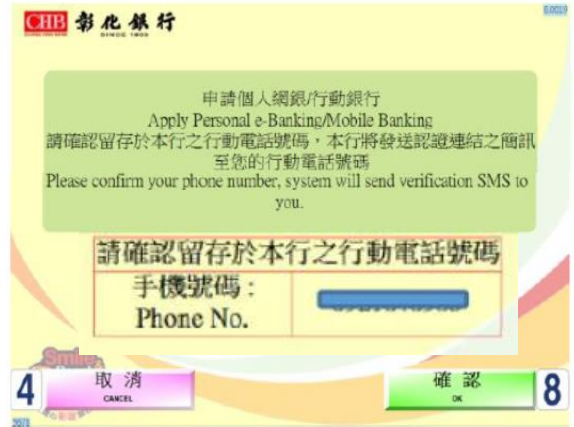 CHB 彰化銀行
SINCE 1905
申請個人網銀/行動銀行
Apply Personal e-Banking/Mobile Banking
請確認留存於本行之行動電話號碼，本行將發送認證連結之簡訊
至您的行動電話號碼
Please confirm your phone number, system will send verification SMS to
you.
請確認留存於本行之行動電話號碼
手機號碼：
Phone No.
Smile
4 取消
CANCEL
確認 8
OK